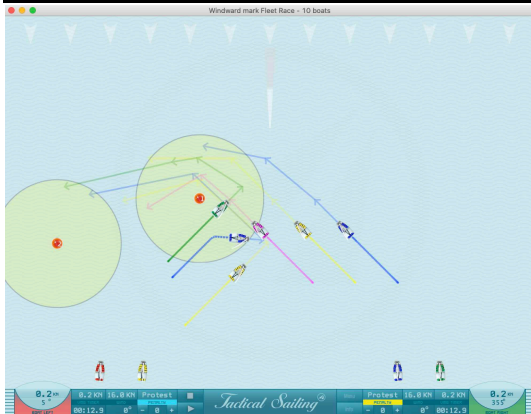 Windward mark Fleet Race - 10 boats
0.2 KN
5°
0.2 KN 16.0 KN Protest
00:12.9 0° - 0 +
Tactical Sailing
0.2 KN 16.0 KN Protest
00:12.9 0° - 0 +
0.2 KN
355°